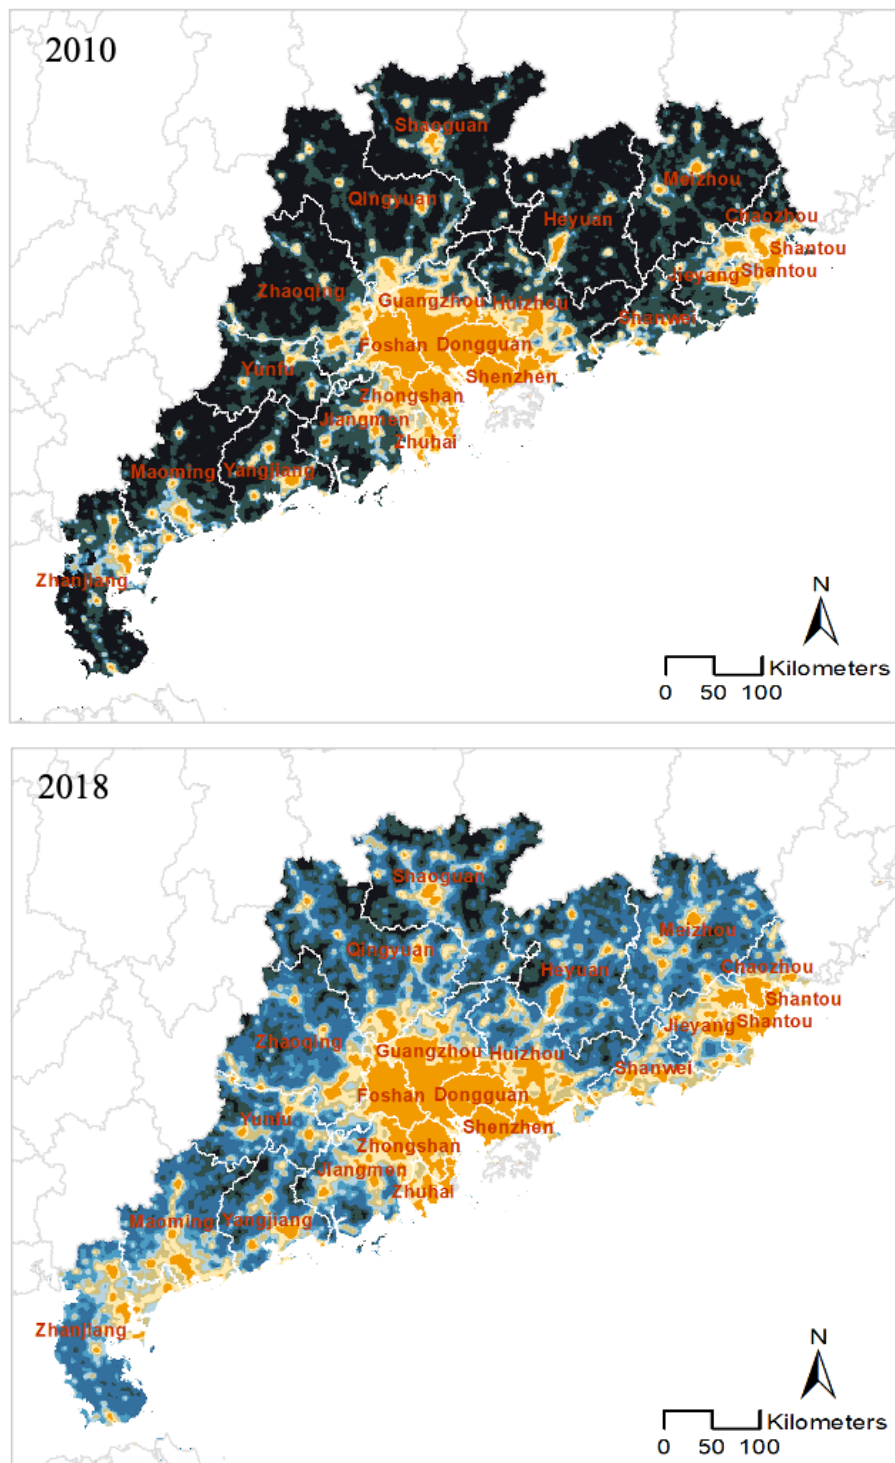 2010
Shaoguan
Meizhou
Qingyuan
Heyuan
Chaozhou
Shantou
Jieyang Shantou
Zhaoqing
Guangzhou Huizhou
Shanwei
Foshan Dongguan
Yunfu
Shenzhen
Zhongshan
Jiangmen
Zhuhai
Maoming Yangjiang
Zhanjiang
N
Kilometers
0 50 100
2018
Shaoguan
Meizhou
Qingyuan
Heyuan
Chaozhou
Shantou
Jieyang Shantou
Zhaoqing
Guangzhou Huizhou
Shanwei
Foshan Dongguan
Yunfu
Shenzhen
Zhongshan
Jiangmen
Zhuhai
Maoming Yangjiang
Zhanjiang
N
Kilometers
0 50 100